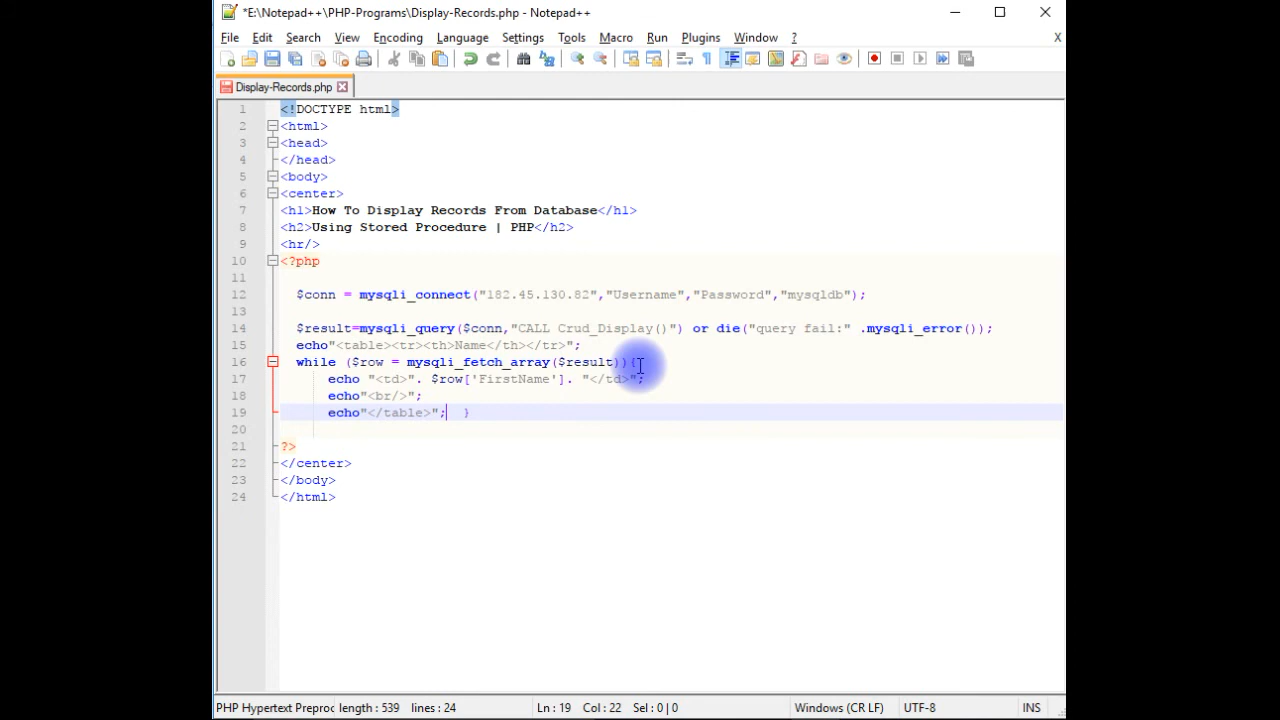 *E:\Notepad++\PHP-Programs\Display-Records.php - Notepad++
File Edit Search View Encoding Language Settings Tools Macro Run Plugins Window ? X
Display-Records.php
1 <!DOCTYPE html>
2 <html>
3 <head>
4 </head>
5 <body>
6 <center>
7 <h1>How To Display Records From Database</h1>
8 <h2>Using Stored Procedure | PHP</h2>
9 <hr/>
10 <?php
11
12 $conn = mysqli_connect("182.45.130.82","Username","Password","mysqldb");
13
14 $result=mysqli_query($conn,"CALL Crud_Display()") or die("query fail:" .mysqli_error());
15 echo"<table><tr><th>Name</th></tr>";
16 while ($row = mysqli_fetch_array($result)){
17 echo "<td>". $row['FirstName']. "</td>";
18 echo"<br/>";
19 echo"</table>"; }
20
21 ?>
22 </center>
23 </body>
24 </html>
PHP Hypertext Preproc length : 539 lines : 24 Ln : 19 Col : 22 Sel : 0 | 0 Windows (CR LF) UTF-8 INS